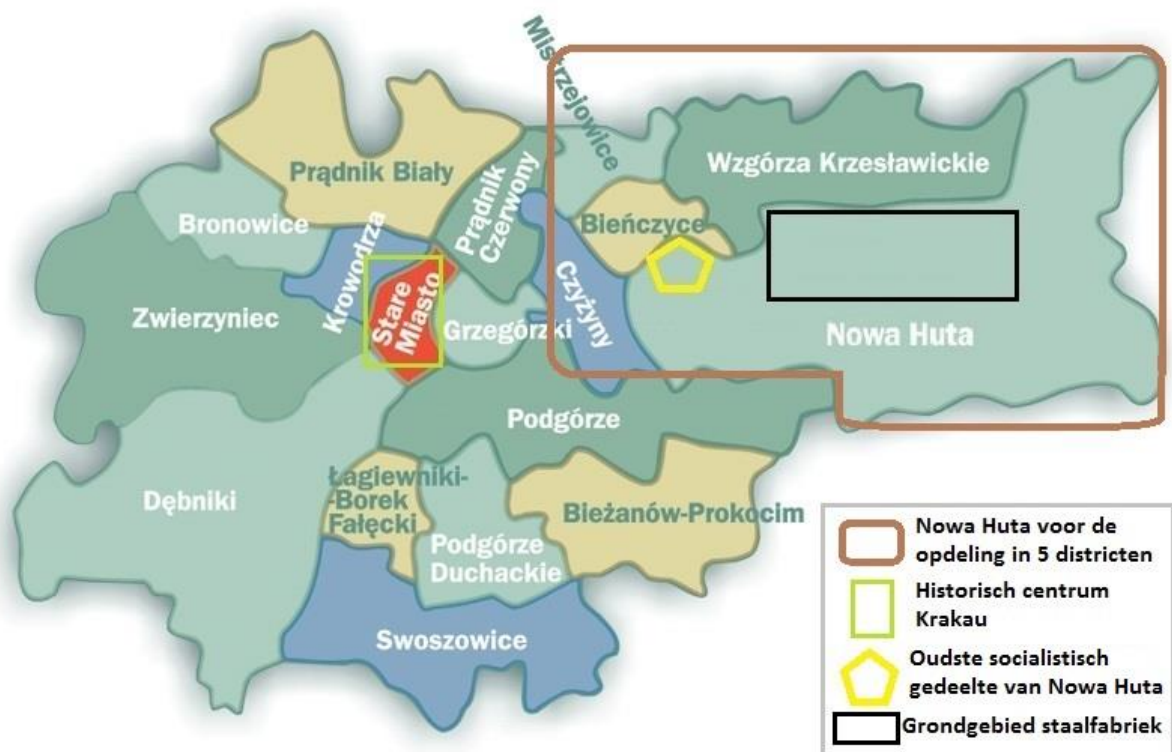 Mistrzejowice
Wzgórza Krzesławickie
Prądnik Biały
Prądnik
Czerwony
Bronowice
Bieńczyce
Krowodrza
Stare
Miasto
Czyżyny
Zwierzyniec
Grzegórzki
Nowa Huta
Podgórze
Łagiewniki-
-Borek
Fałęcki
Dębniki
Bieżanów-Prokocim
Podgórze
Duchackie
Swoszowice
Nowa Huta voor de
opdeling in 5 districten
Historisch centrum
Krakau
Oudste socialistisch
gedeelte van Nowa Huta
Grondgebied staalfabriek